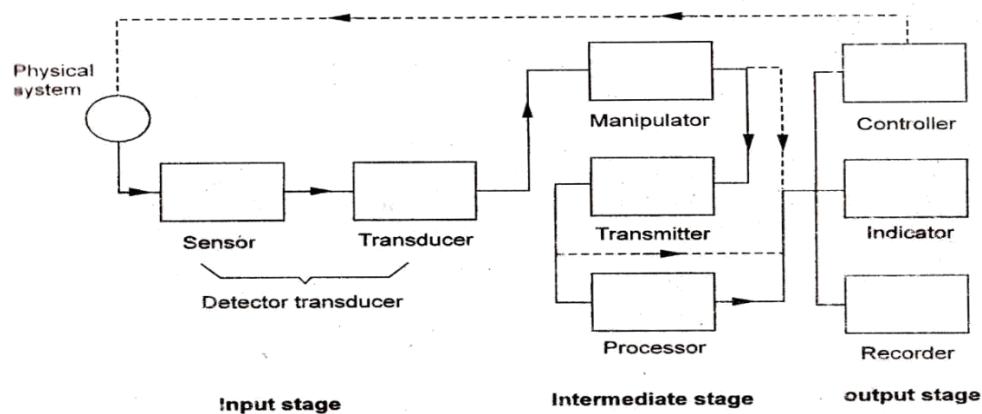 Physical
system
Sensor
Transducer
Detector transducer
Input stage
Manipulator
Transmitter
Processor
Intermediate stage
Controller
Indicator
Recorder
output stage